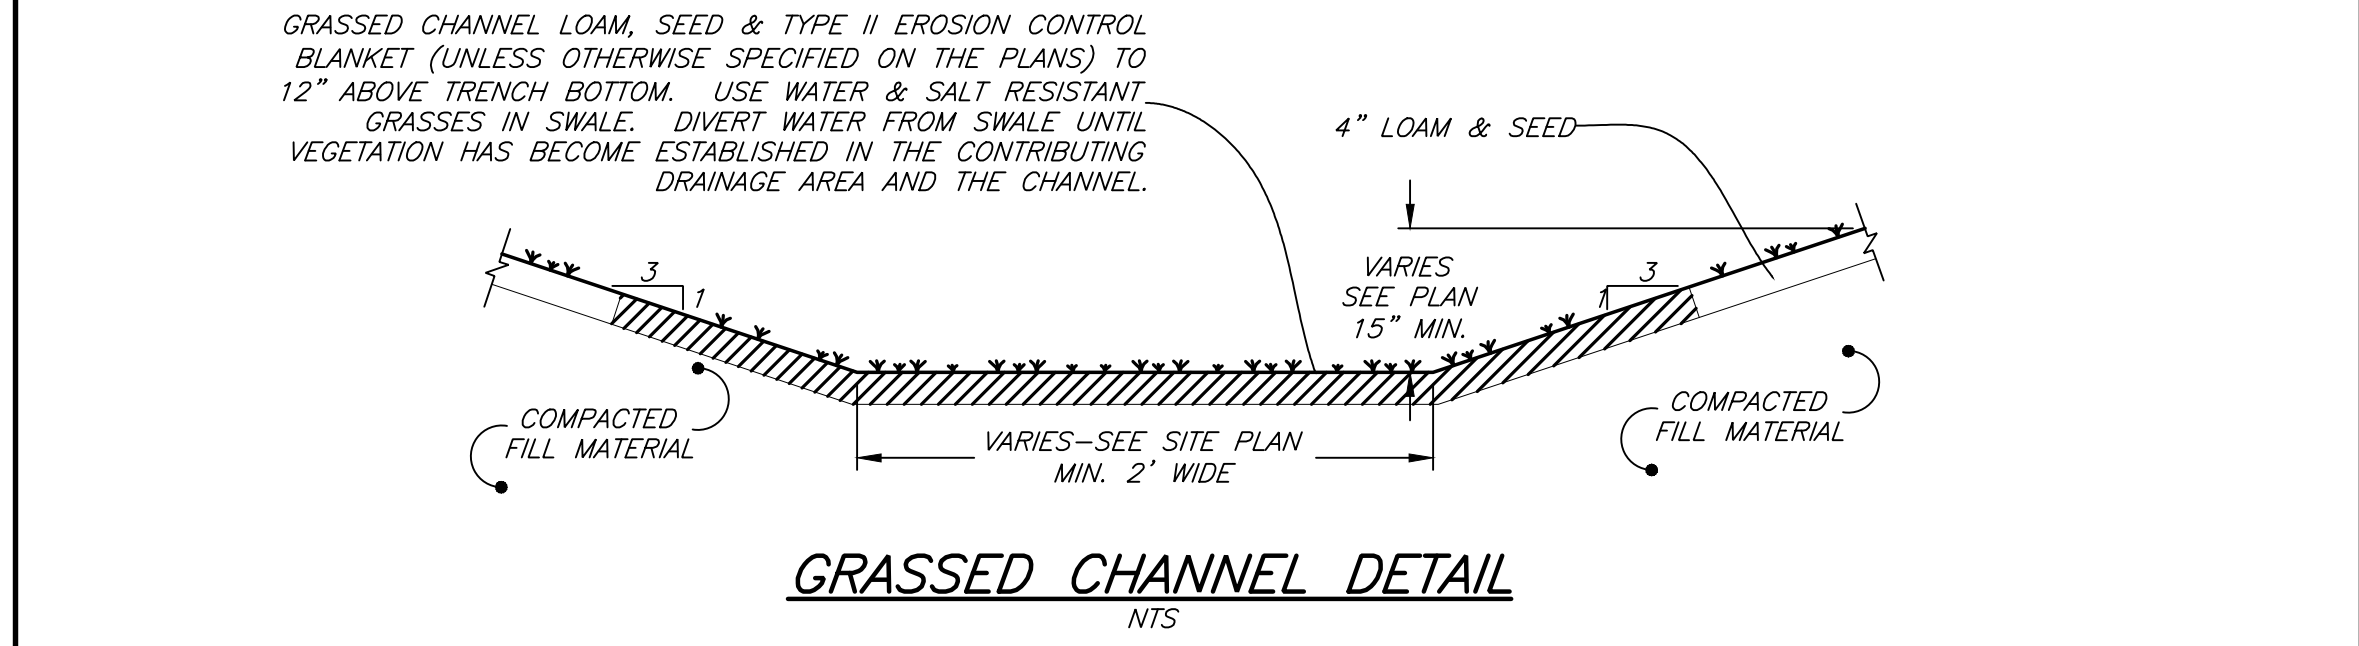 GRASSED CHANNEL LOAM, SEED & TYPE II EROSION CONTROL
BLANKET (UNLESS OTHERWISE SPECIFIED ON THE PLANS) TO
12" ABOVE TRENCH BOTTOM. USE WATER & SALT RESISTANT
GRASSES IN SWALE. DIVERT WATER FROM SWALE UNTIL
VEGETATION HAS BECOME ESTABLISHED IN THE CONTRIBUTING
DRAINAGE AREA AND THE CHANNEL.
4" LOAM & SEED
3
1
VARIES
SEE PLAN
15" MIN.
3
1
COMPACTED
FILL MATERIAL
VARIES-SEE SITE PLAN
MIN. 2' WIDE
COMPACTED
FILL MATERIAL
GRASSED CHANNEL DETAIL
NTS